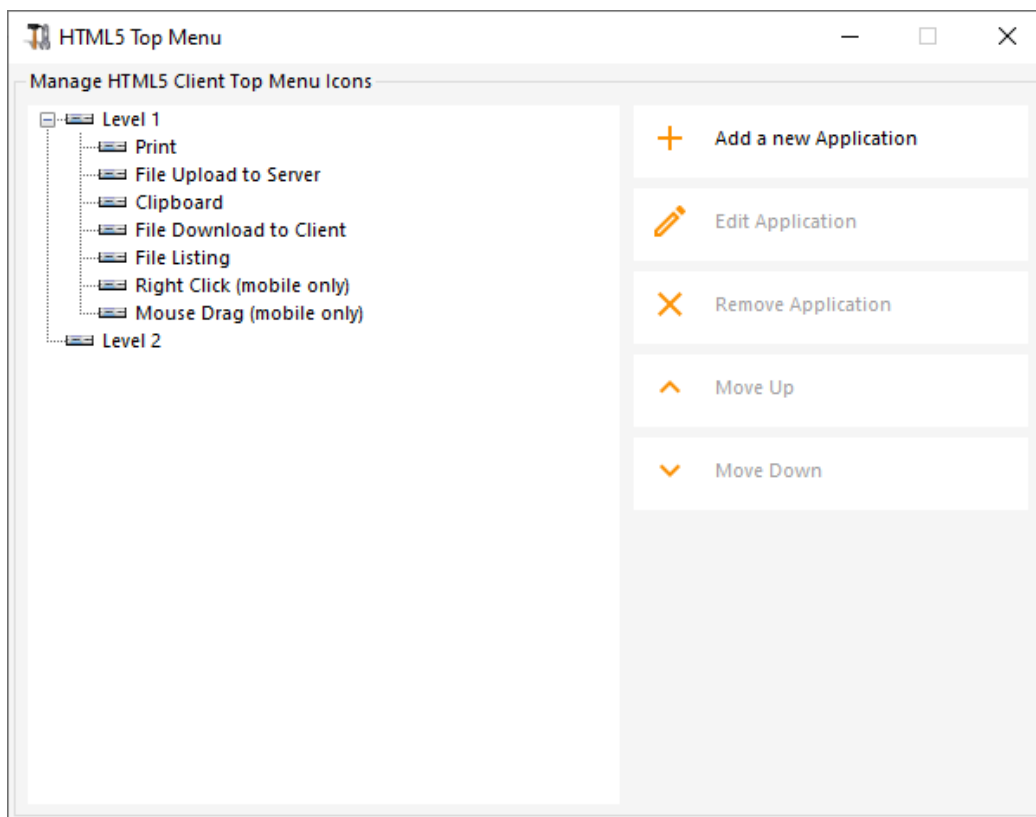 HTML5 Top Menu
Manage HTML5 Client Top Menu Icons
Level 1
Print
File Upload to Server
Clipboard
File Download to Client
File Listing
Right Click (mobile only)
Mouse Drag (mobile only)
Level 2
Add a new Application
Edit Application
Remove Application
Move Up
Move Down